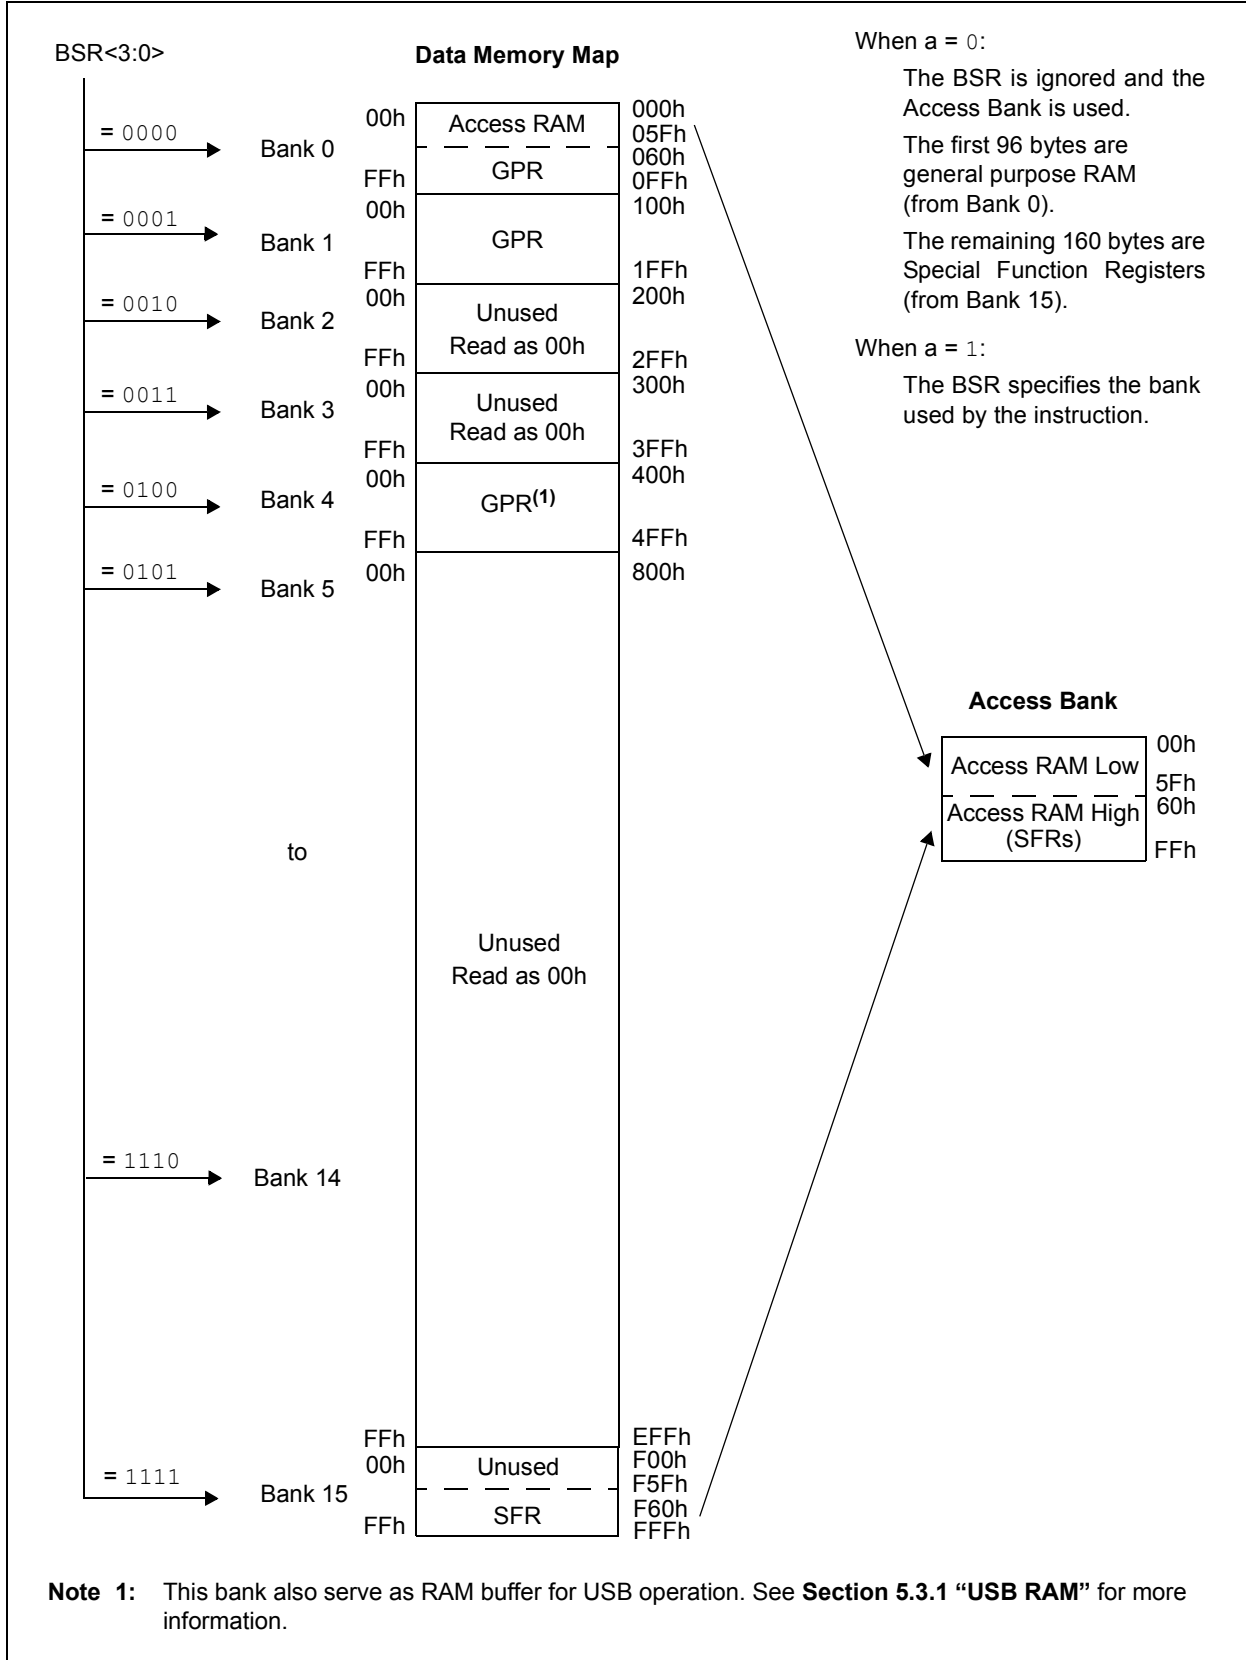 BSR<3:0>
Data Memory Map
When a = 0:
The BSR is ignored and the
Access Bank is used.
The first 96 bytes are
general purpose RAM
(from Bank 0).
The remaining 160 bytes are
Special Function Registers
(from Bank 15).
When a = 1:
The BSR specifies the bank
used by the instruction.
= 0000
Bank 0
00h
Access RAM
000h
05Fh
GPR
060h
FFh
0FFh
= 0001
Bank 1
00h
100h
GPR
FFh
1FFh
= 0010
Bank 2
00h
200h
Unused
Read as 00h
FFh
2FFh
= 0011
Bank 3
00h
300h
Unused
Read as 00h
FFh
3FFh
= 0100
Bank 4
00h
400h
GPR(1)
FFh
4FFh
= 0101
Bank 5
00h
800h
to
Unused
Read as 00h
= 1110
Bank 14
FFh
EFFh
= 1111
Bank 15
00h
Unused
F00h
F5Fh
SFR
F60h
FFh
FFFh
Access Bank
Access RAM Low
00h
5Fh
Access RAM High
(SFRs)
60h
FFh
Note 1: This bank also serve as RAM buffer for USB operation. See Section 5.3.1 “USB RAM” for more
information.